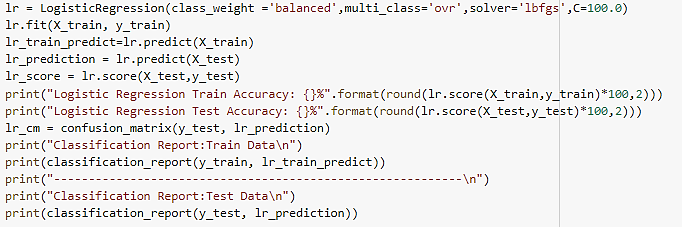 lr = LogisticRegression(class_weight ='balanced',multi_class='ovr',solver='lbfgs',C=100.0)
lr.fit(X_train, y_train)
lr_train_predict=lr.predict(X_train)
lr_prediction = lr.predict(X_test)
lr_score = lr.score(X_test,y_test)
print("Logistic Regression Train Accuracy: {}%".format(round(lr.score(X_train,y_train)*100,2)))
print("Logistic Regression Test Accuracy: {}%".format(round(lr.score(X_test,y_test)*100,2)))
lr_cm = confusion_matrix(y_test, lr_prediction)
print("Classification Report:Train Data\n")
print(classification_report(y_train, lr_train_predict))
print("------------------------------------------------------------\n")
print("Classification Report:Test Data\n")
print(classification_report(y_test, lr_prediction))